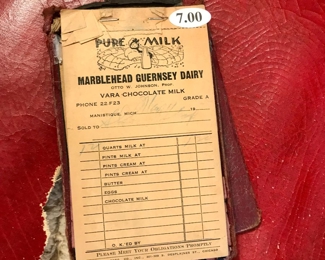 7.00
PURE MILK
MARBLEHEAD GUERNSEY DAIRY
OTTO W. JOHNSON, PROP.
VARA CHOCOLATE MILK
PHONE 22-F23 GRADE A
MANISTIQUE, MICH.
SOLD TO
QUARTS MILK AT
PINTS MILK AT
PINTS CREAM AT
PINTS CREAM AT
BUTTER
EGGS
CHOCOLATE MILK
O. K'ED BY
PLEASE MEET YOUR OBLIGATIONS PROMPTLY